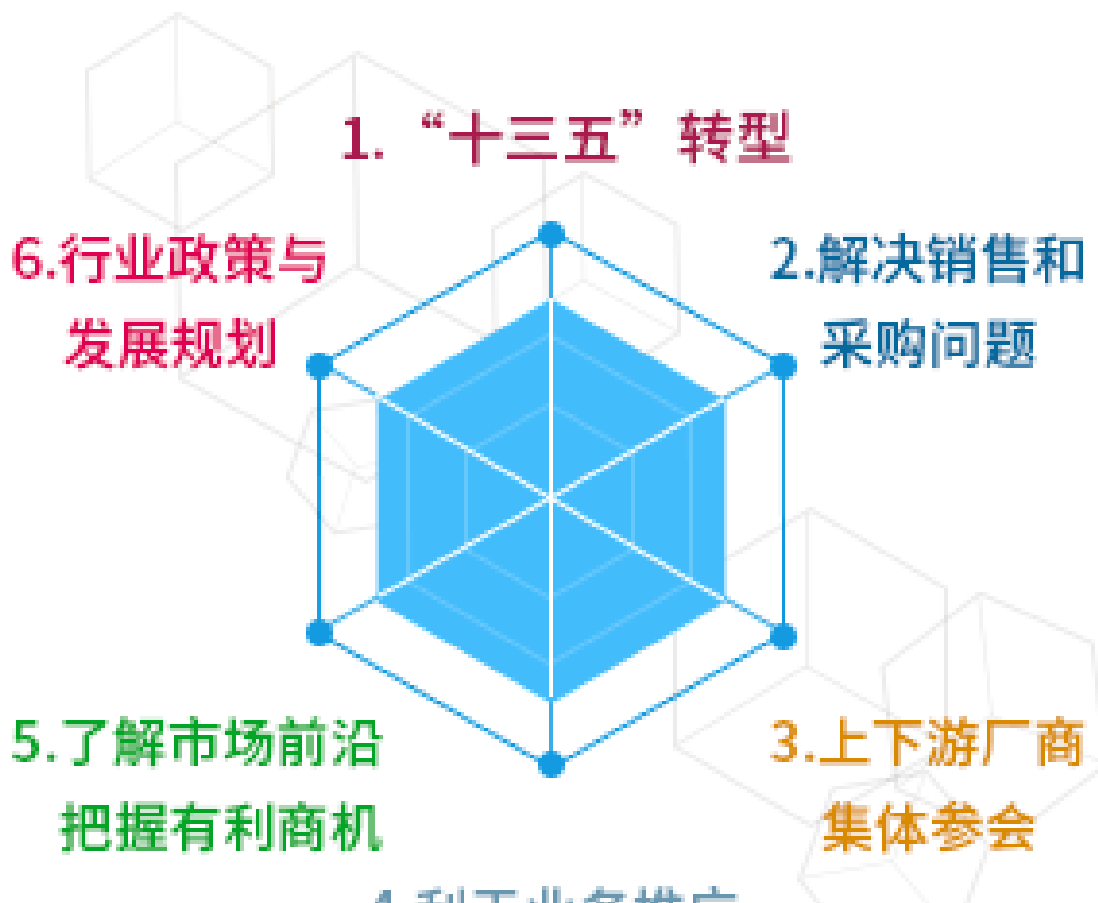 1. “十三五”转型
2.解决销售和
采购问题
3.上下游厂商
集体参会
5.了解市场前沿
把握有利商机
6.行业政策与
发展规划